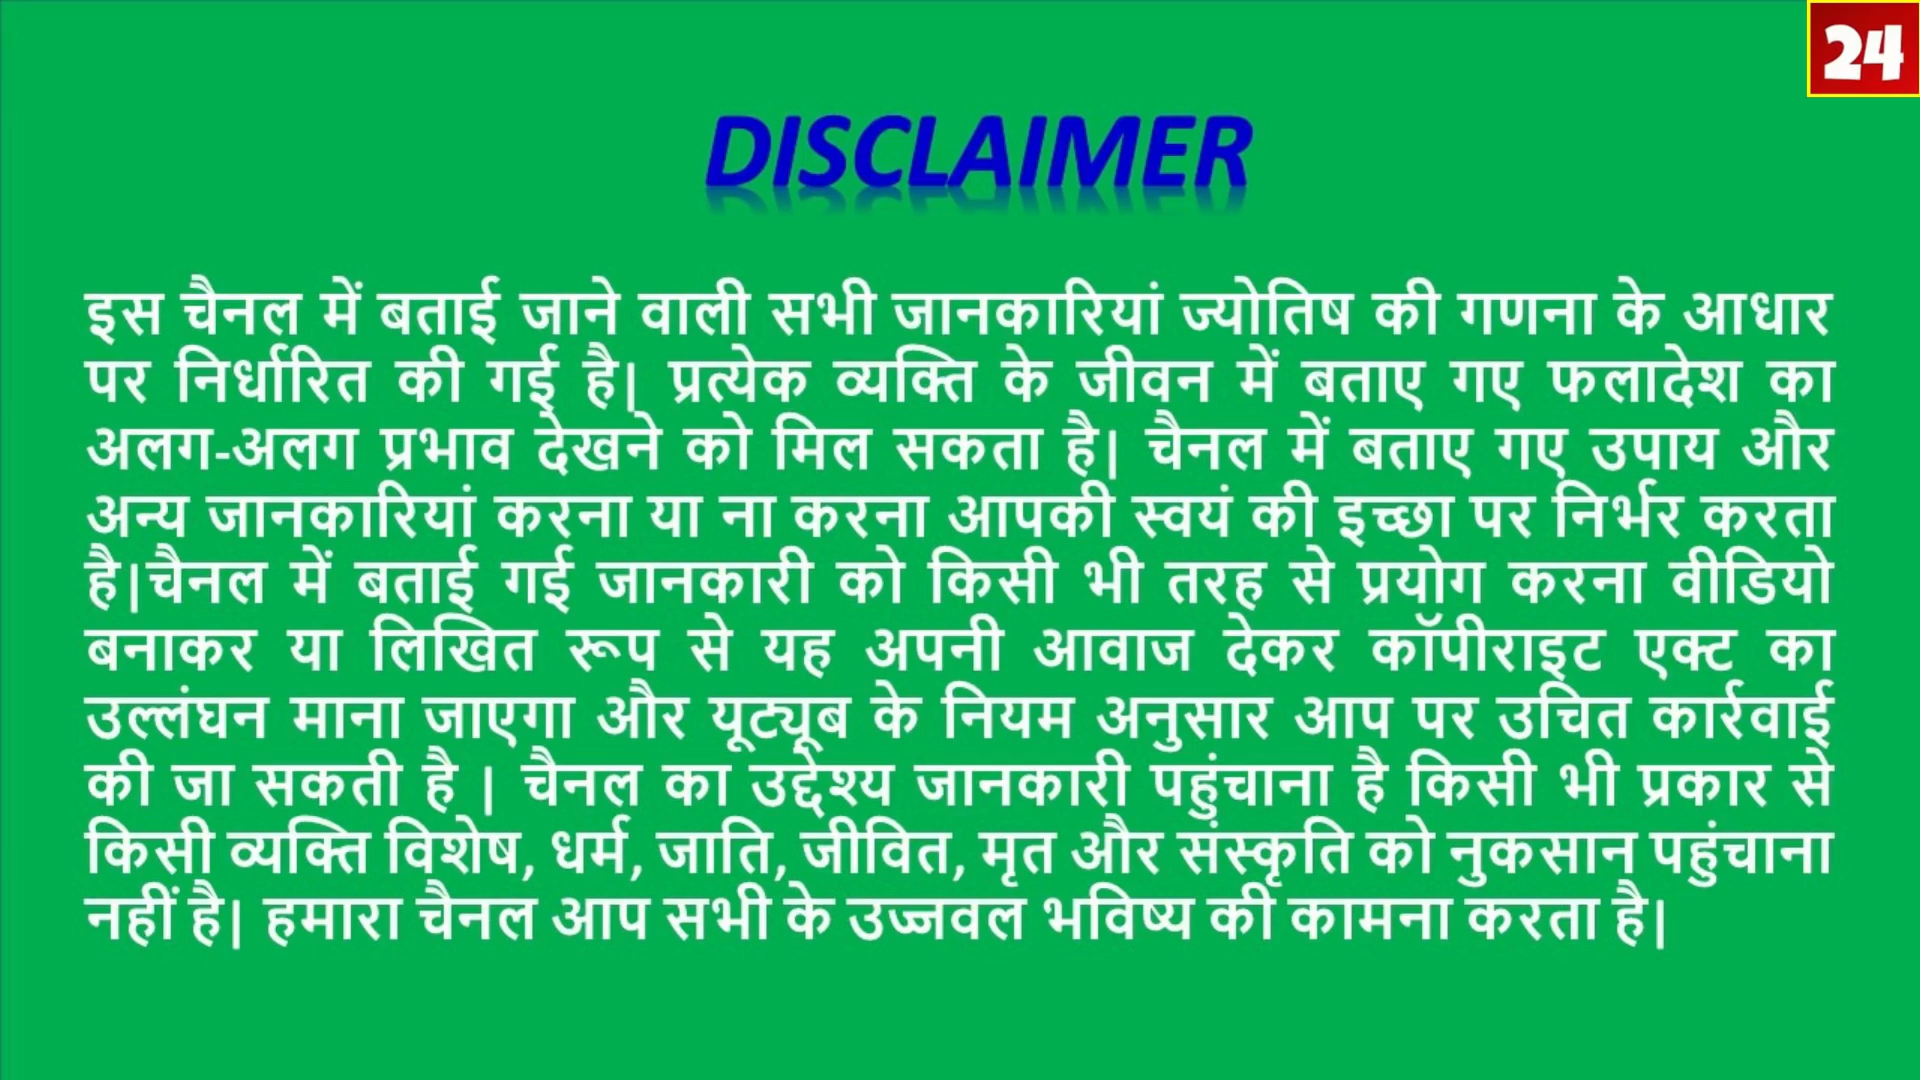 24
DISCLAIMER
इस चैनल में बताई जाने वाली सभी जानकारियां ज्योतिष की गणना के आधार
पर निर्धारित की गई है| प्रत्येक व्यक्ति के जीवन में बताए गए फलादेश का
अलग-अलग प्रभाव देखने को मिल सकता है| चैनल में बताए गए उपाय और
अन्य जानकारियां करना या ना करना आपकी स्वयं की इच्छा पर निर्भर करता
है|चैनल में बताई गई जानकारी को किसी भी तरह से प्रयोग करना वीडियो
बनाकर या लिखित रूप से यह अपनी आवाज देकर कॉपीराइट एक्ट का
उल्लंघन माना जाएगा और यूट्यूब के नियम अनुसार आप पर उचित कार्रवाई
की जा सकती है | चैनल का उद्देश्य जानकारी पहुंचाना है किसी भी प्रकार से
किसी व्यक्ति विशेष, धर्म, जाति, जीवित, मृत और संस्कृति को नुकसान पहुंचाना
नहीं है| हमारा चैनल आप सभी के उज्जवल भविष्य की कामना करता है|